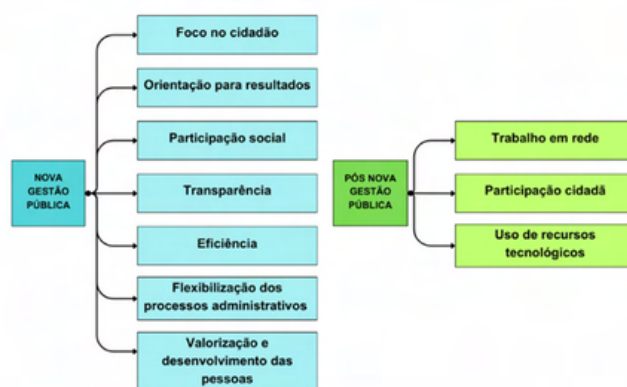 NOVA
GESTÃO
PÚBLICA
Foco no cidadão
Orientação para resultados
Participação social
Transparência
Eficiência
Flexibilização dos
processos administrativos
Valorização e
desenvolvimento das
pessoas
PÓS NOVA
GESTÃO
PÚBLICA
Trabalho em rede
Participação cidadã
Uso de recursos
tecnológicos